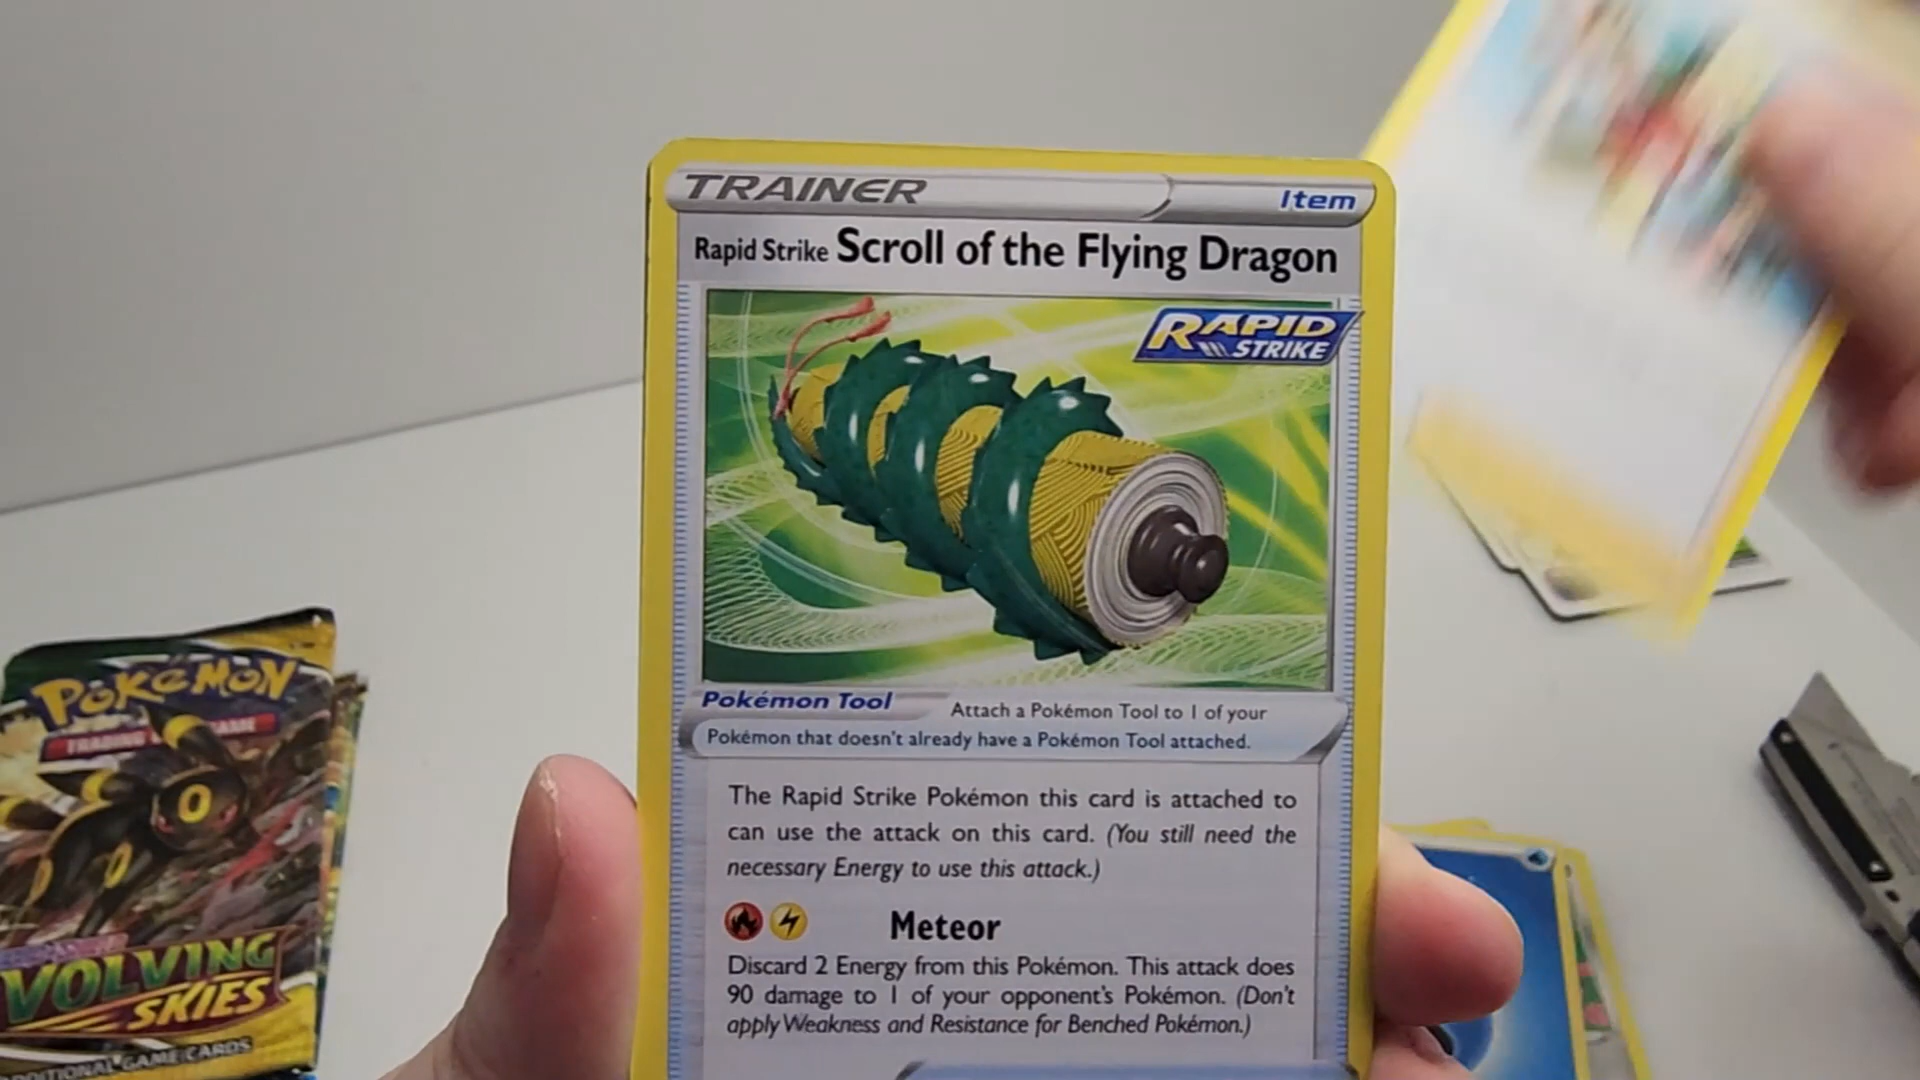 TRAINER
Item
Rapid Strike Scroll of the Flying Dragon
RAPID
STRIKE
Pokémon Tool
Attach a Pokémon Tool to 1 of your
Pokémon that doesn't already have a Pokémon Tool attached.
The Rapid Strike Pokémon this card is attached to
can use the attack on this card. (You still need the
necessary Energy to use this attack.)
Meteor
Discard 2 Energy from this Pokémon. This attack does
90 damage to 1 of your opponent's Pokémon. (Don't
apply Weakness and Resistance for Benched Pokémon.)
POKéMON
TRADING
VOLVING
SKIES
DDITIONAL GAME CARDS